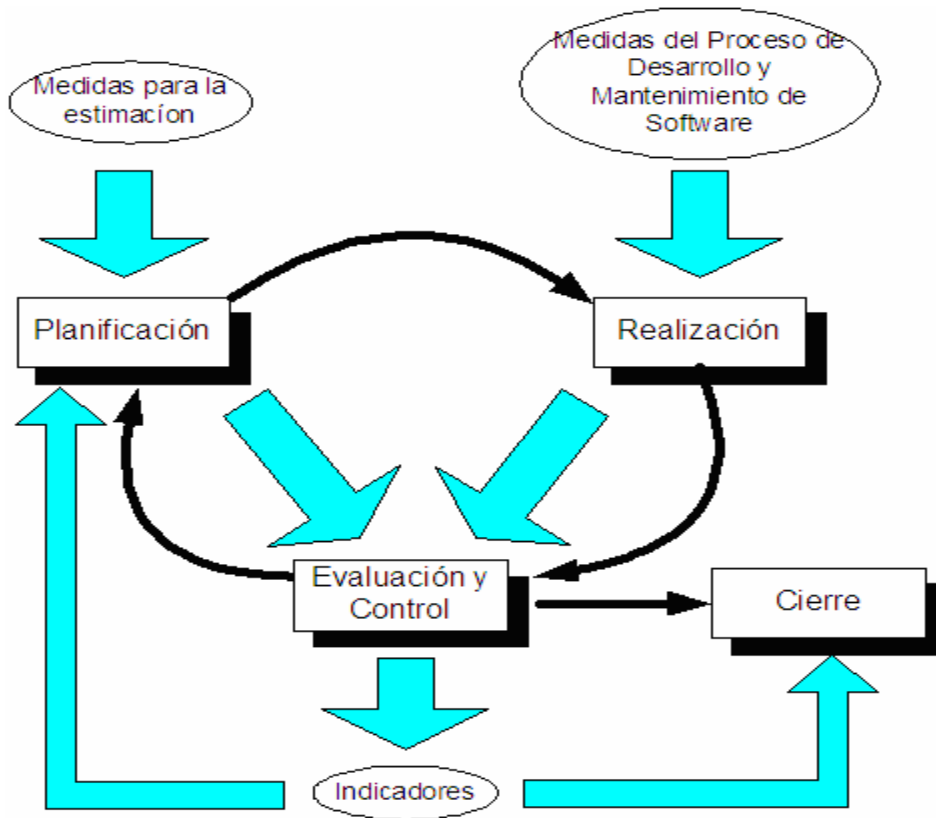 Medidas para la
estimacíon
Medidas del Proceso de
Desarrollo y
Mantenimiento de
Software
Planificación
Realización
Evaluación y
Control
Cierre
Indicadores